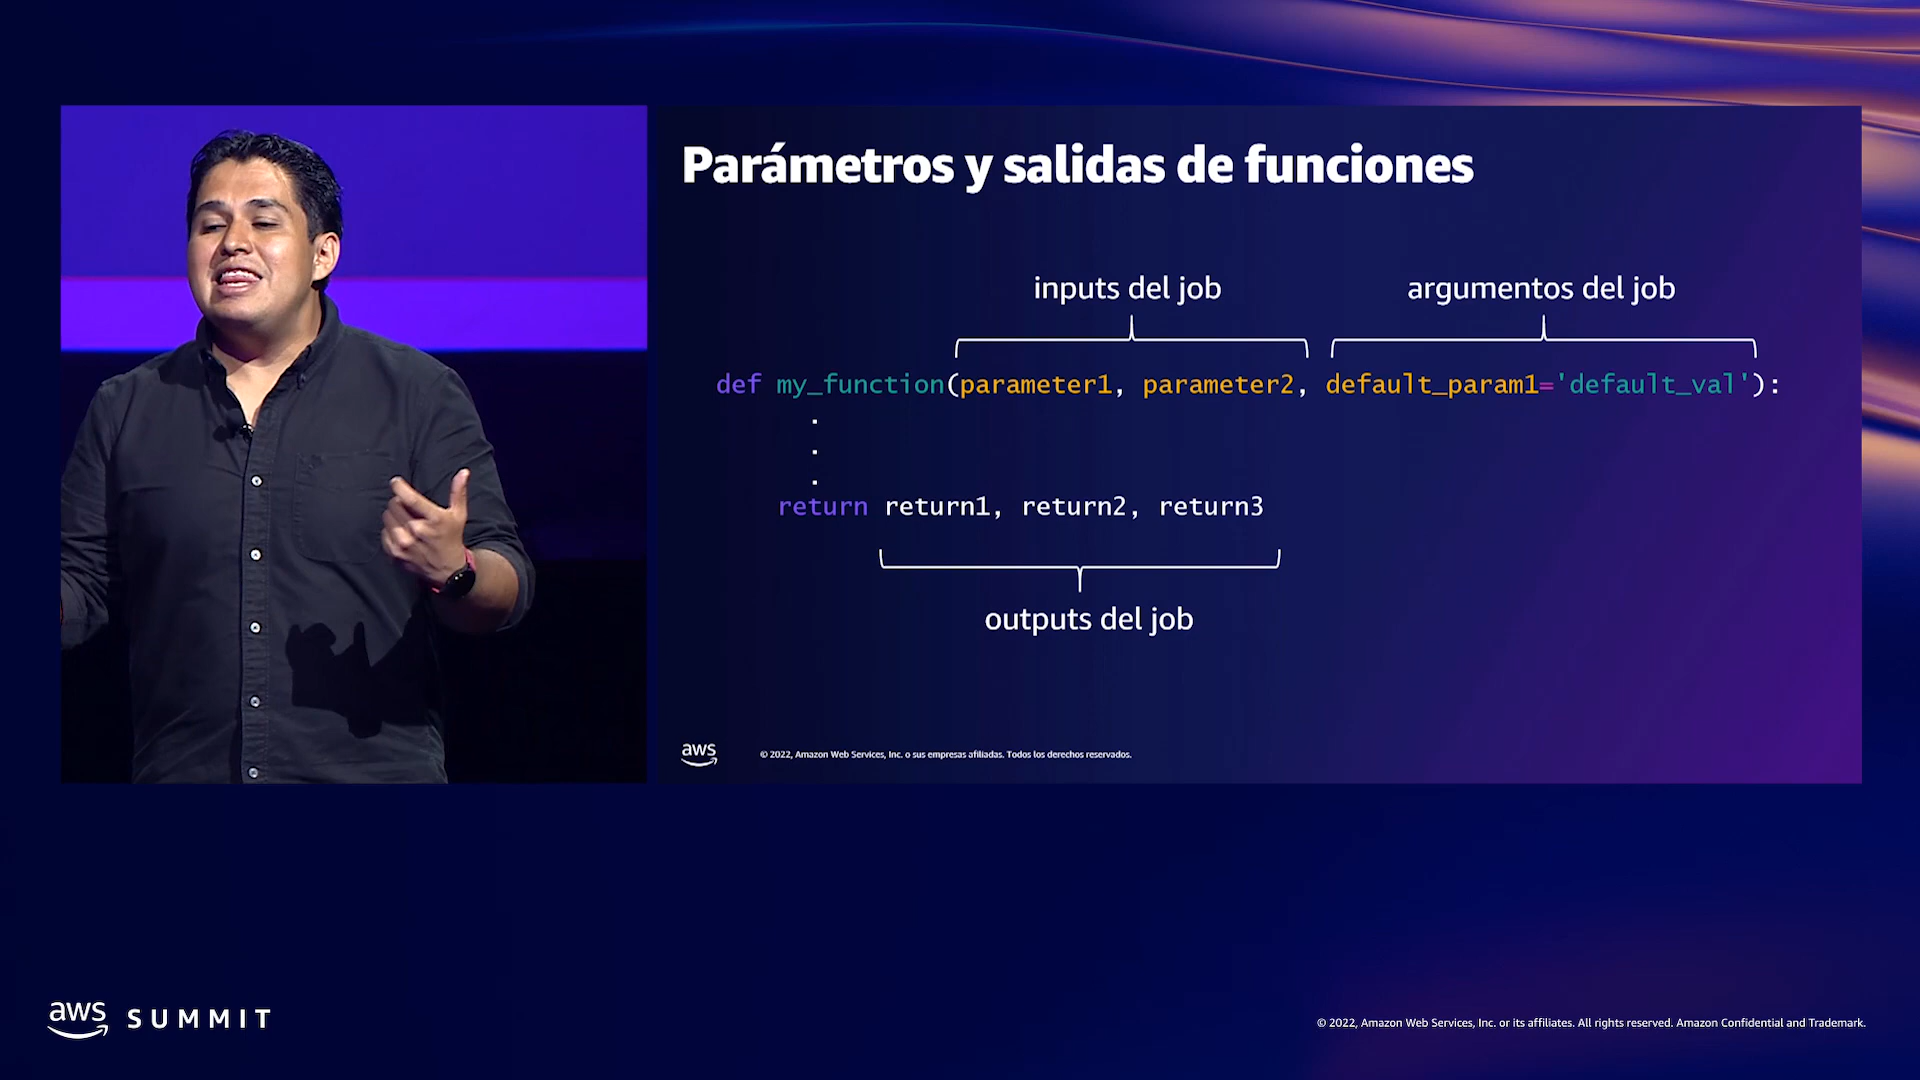 Parámetros y salidas de funciones
inputs del job
argumentos del job
def my_function(parameter1, parameter2, default_param1='default_val'):
.
.
.
return return1, return2, return3
outputs del job
aws
© 2022, Amazon Web Services, Inc. o sus empresas afiliadas. Todos los derechos reservados.
aws SUMMIT
© 2022, Amazon Web Services, Inc. or its affiliates. All rights reserved. Amazon Confidential and Trademark.